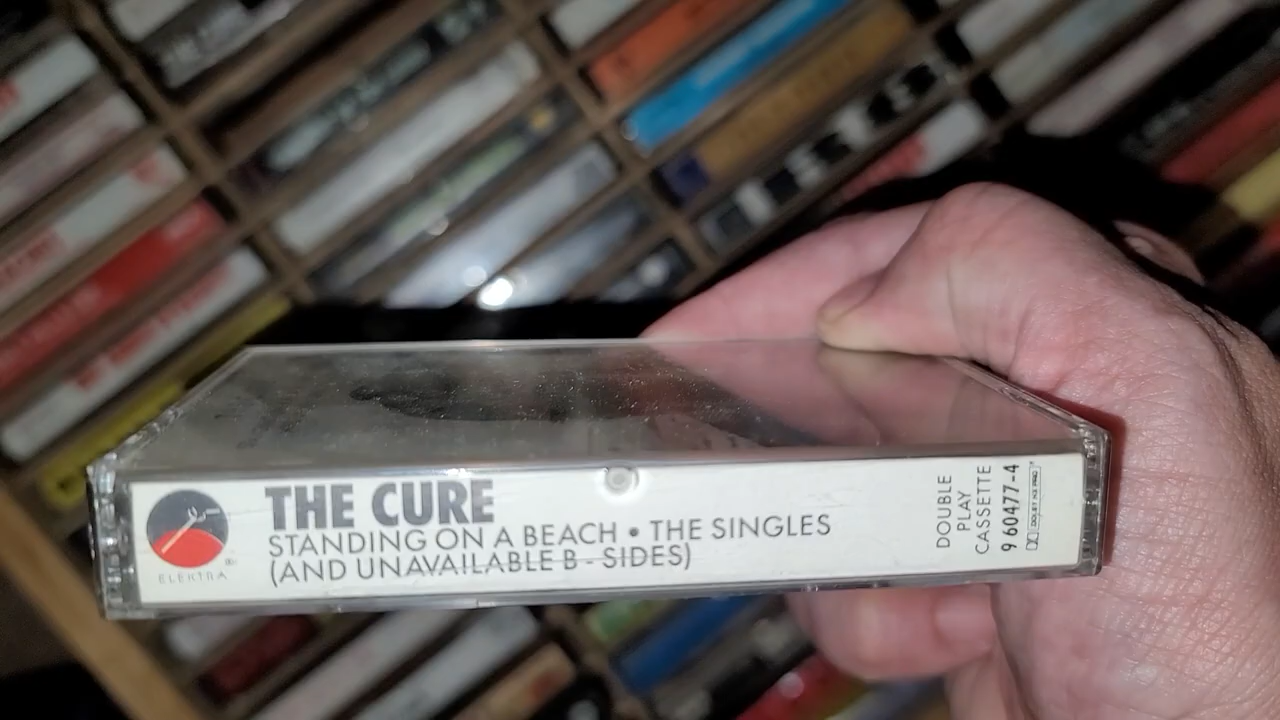 THE CURE
STANDING ON A BEACH • THE SINGLES
(AND UNAVAILABLE B - SIDES)
ELEKTRA ®
DOUBLE
PLAY
CASSETTE
9 60477-4